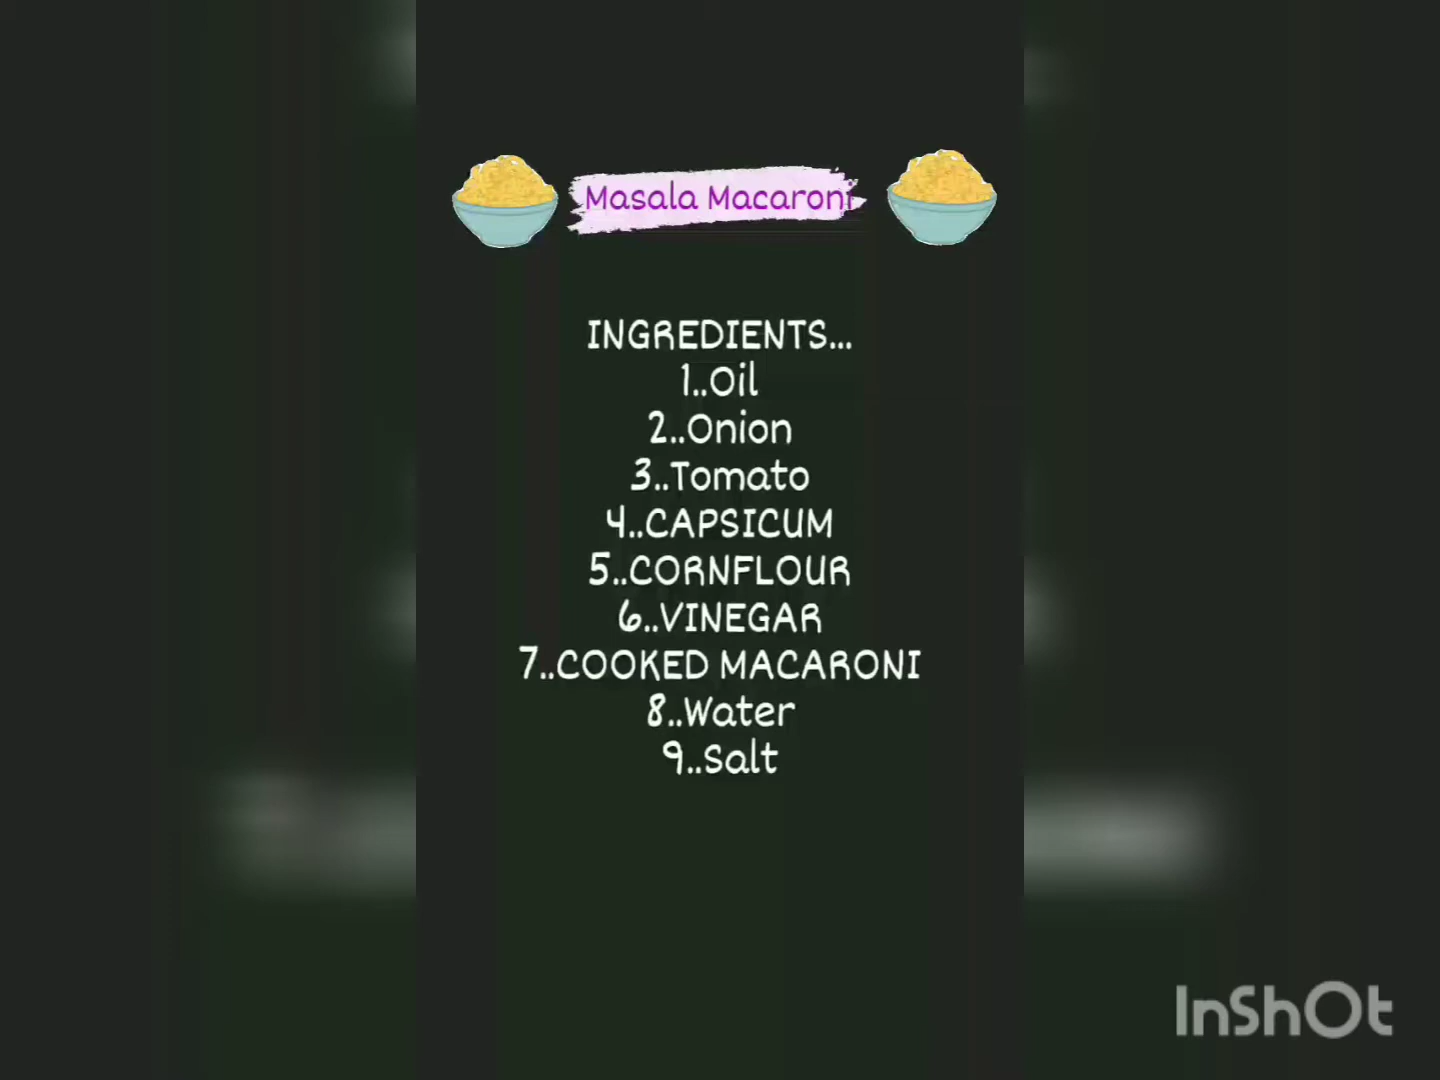 Masala Macaroni
INGREDIENTS...
1..Oil
2..Onion
3..Tomato
4..CAPSICUM
5..CORNFLOUR
6..VINEGAR
7..COOKED MACARONI
8..Water
9..Salt
InShOt